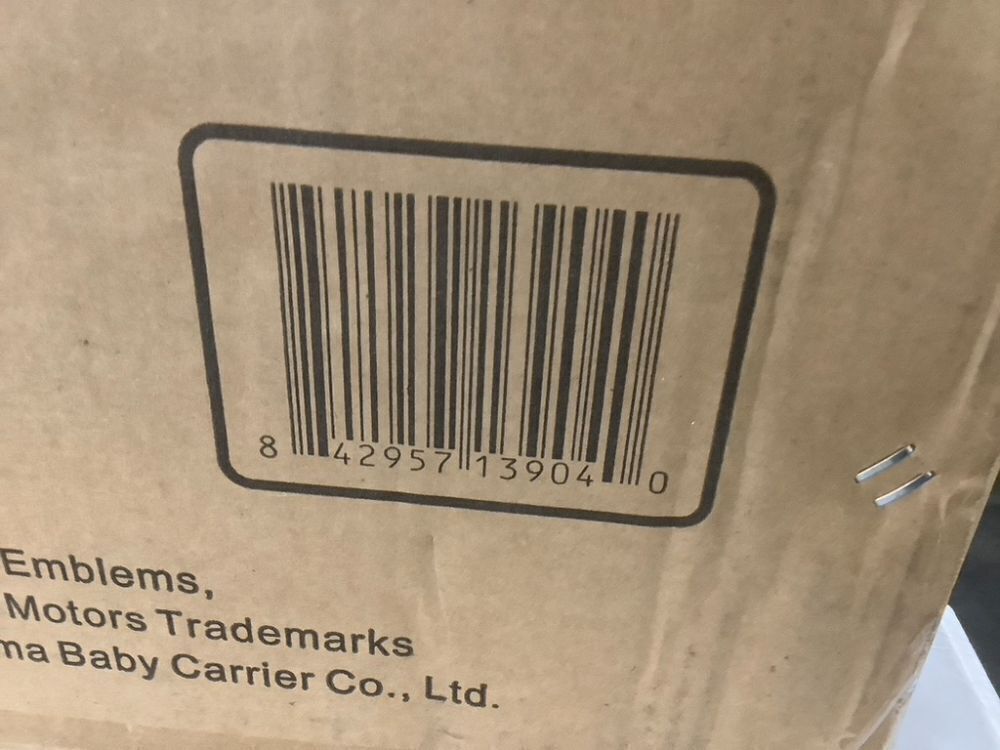 8 42957 13904 0
Emblems,
Motors Trademarks
ma Baby Carrier Co., Ltd.